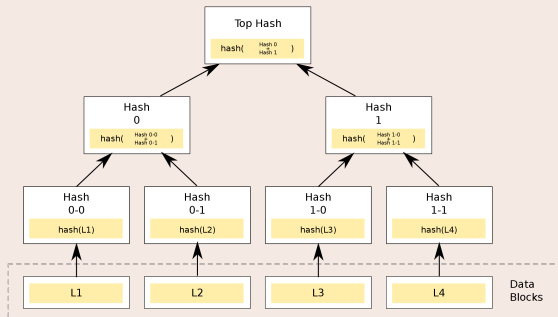 Top Hash
hash( Hash 0 + Hash 1 )
Hash
0
hash( Hash 0-0 + Hash 0-1 )
Hash
1
hash( Hash 1-0 + Hash 1-1 )
Hash
0-0
hash(L1)
Hash
0-1
hash(L2)
Hash
1-0
hash(L3)
Hash
1-1
hash(L4)
L1
L2
L3
L4
Data
Blocks